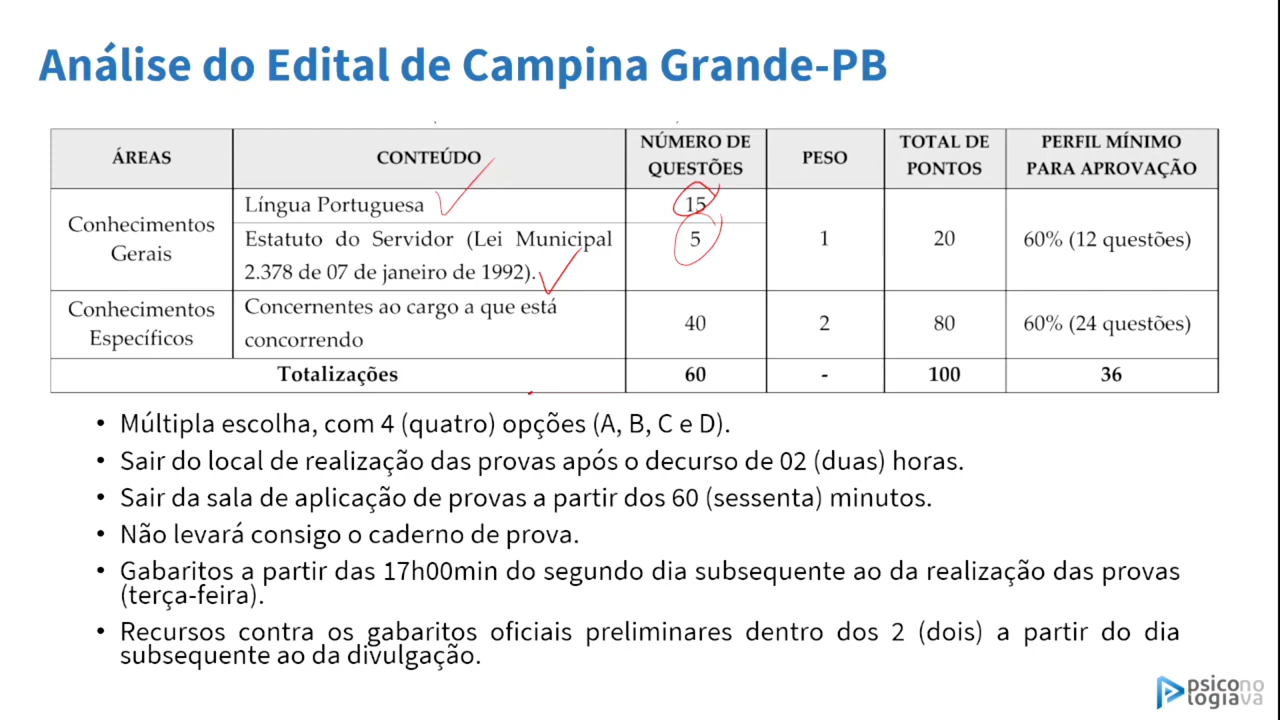 Análise do Edital de Campina Grande-PB
ÁREAS CONTEÚDO NÚMERO DE QUESTÕES PESO TOTAL DE PONTOS PERFIL MÍNIMO PARA APROVAÇÃO
Conhecimentos Gerais
Língua Portuguesa 15
Estatuto do Servidor (Lei Municipal
2.378 de 07 de janeiro de 1992). 5
1 20 60% (12 questões)
Conhecimentos Específicos
Concernentes ao cargo a que está
concorrendo
40 2 80 60% (24 questões)
Totalizações 60 - 100 36
• Múltipla escolha, com 4 (quatro) opções (A, B, C e D).
• Sair do local de realização das provas após o decurso de 02 (duas) horas.
• Sair da sala de aplicação de provas a partir dos 60 (sessenta) minutos.
• Não levará consigo o caderno de prova.
• Gabaritos a partir das 17h00min do segundo dia subsequente ao da realização das provas
(terça-feira).
• Recursos contra os gabaritos oficiais preliminares dentro dos 2 (dois) a partir do dia
subsequente ao da divulgação.
psicono
logiava